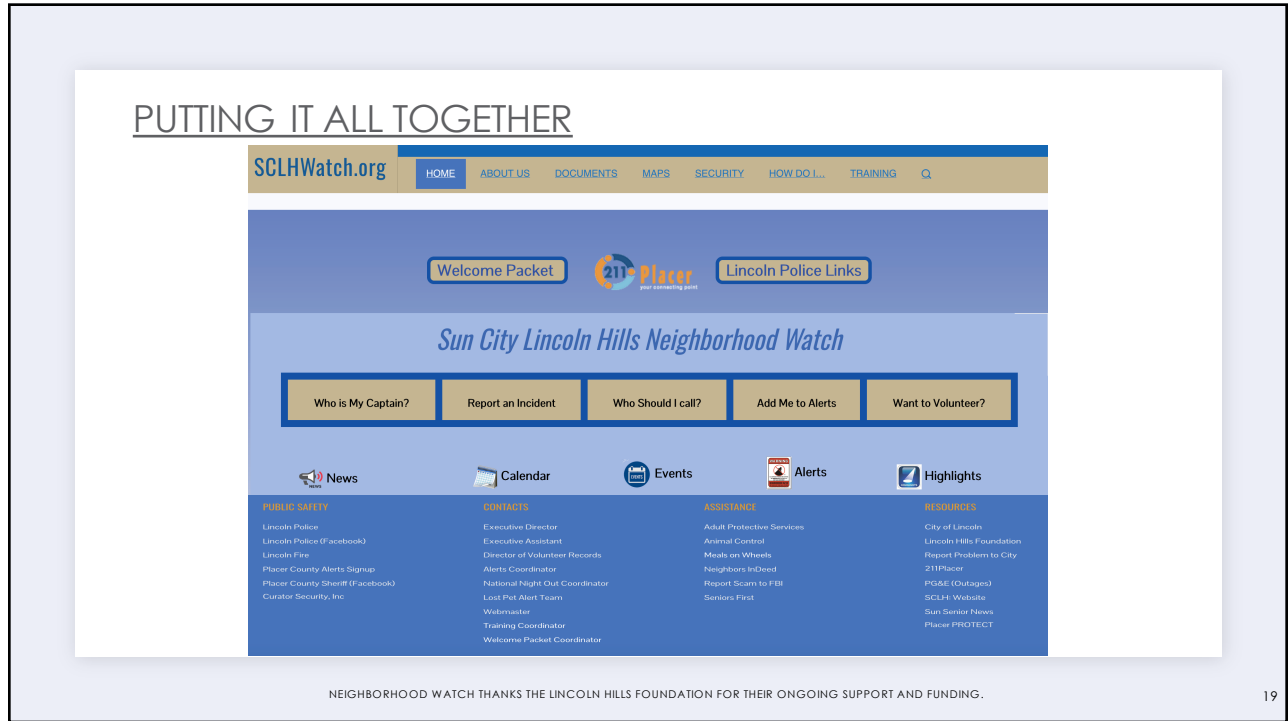 PUTTING IT ALL TOGETHER
SCLHWatch.org
HOME ABOUT US DOCUMENTS MAPS SECURITY HOW DO I... TRAINING
Welcome Packet
211 Placer
your connecting point
Lincoln Police Links
Sun City Lincoln Hills Neighborhood Watch
Who is My Captain? Report an Incident Who Should I call? Add Me to Alerts Want to Volunteer?
NEWS
News
Calendar
EVENTS
Events
WARNING
Alerts
Highlights
PUBLIC SAFETY
Lincoln Police
Lincoln Police (Facebook)
Lincoln Fire
Placer County Alerts Signup
Placer County Sheriff (Facebook)
Curator Security, Inc
CONTACTS
Executive Director
Executive Assistant
Director of Volunteer Records
Alerts Coordinator
National Night Out Coordinator
Lost Pet Alert Team
Webmaster
Training Coordinator
Welcome Packet Coordinator
ASSISTANCE
Adult Protective Services
Animal Control
Meals on Wheels
Neighbors InDeed
Report Scam to FBI
Seniors First
RESOURCES
City of Lincoln
Lincoln Hills Foundation
Report Problem to City
211Placer
PG&E (Outages)
SCLH: Website
Sun Senior News
Placer PROTECT
NEIGHBORHOOD WATCH THANKS THE LINCOLN HILLS FOUNDATION FOR THEIR ONGOING SUPPORT AND FUNDING.
19